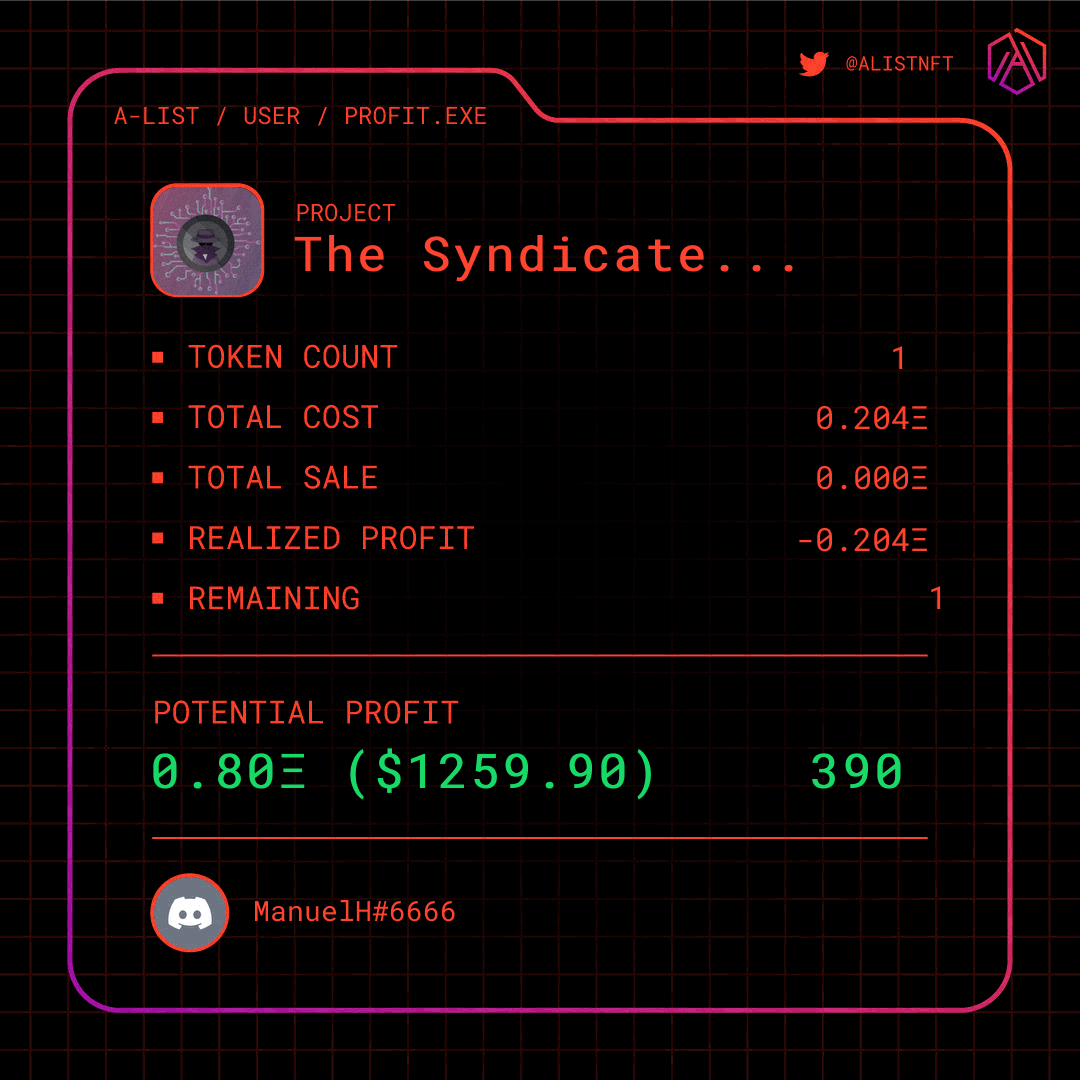 @ALISTNFT
A-LIST / USER / PROFIT.EXE
PROJECT
The Syndicate...
TOKEN COUNT 1
TOTAL COST 0.204Ξ
TOTAL SALE 0.000Ξ
REALIZED PROFIT -0.204Ξ
REMAINING 1
POTENTIAL PROFIT
0.80Ξ ($1259.90) 390
ManuelH#6666